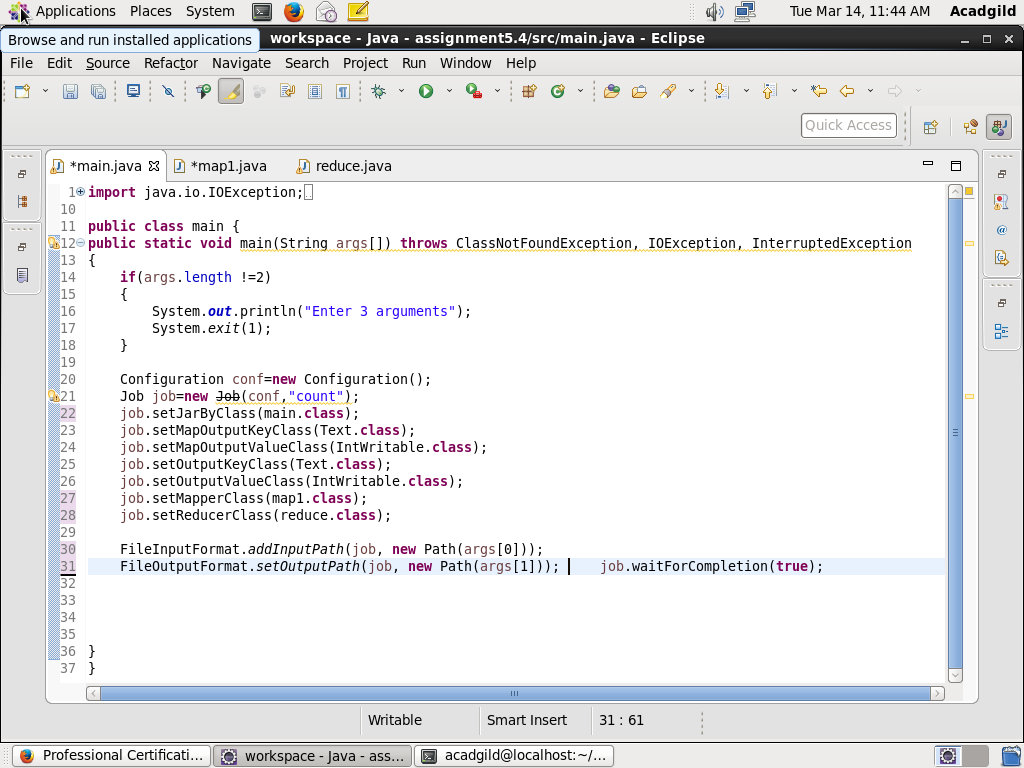 Applications Places System Tue Mar 14, 11:44 AM Acadgild
Browse and run installed applications
workspace - Java - assignment5.4/src/main.java - Eclipse
File Edit Source Refactor Navigate Search Project Run Window Help
Quick Access
*main.java *map1.java reduce.java
1 import java.io.IOException;
10
11 public class main {
12 public static void main(String args[]) throws ClassNotFoundException, IOException, InterruptedException
13 {
14 if(args.length !=2)
15 {
16 System.out.println("Enter 3 arguments");
17 System.exit(1);
18 }
19
20 Configuration conf=new Configuration();
21 Job job=new Job(conf,"count");
22 job.setJarByClass(main.class);
23 job.setMapOutputKeyClass(Text.class);
24 job.setMapOutputValueClass(IntWritable.class);
25 job.setOutputKeyClass(Text.class);
26 job.setOutputValueClass(IntWritable.class);
27 job.setMapperClass(map1.class);
28 job.setReducerClass(reduce.class);
29
30 FileInputFormat.addInputPath(job, new Path(args[0]));
31 FileOutputFormat.setOutputPath(job, new Path(args[1])); job.waitForCompletion(true);
32
33
34
35
36 }
37 }
Writable Smart Insert 31 : 61
Professional Certificati... workspace - Java - ass... acadgild@localhost:~/...